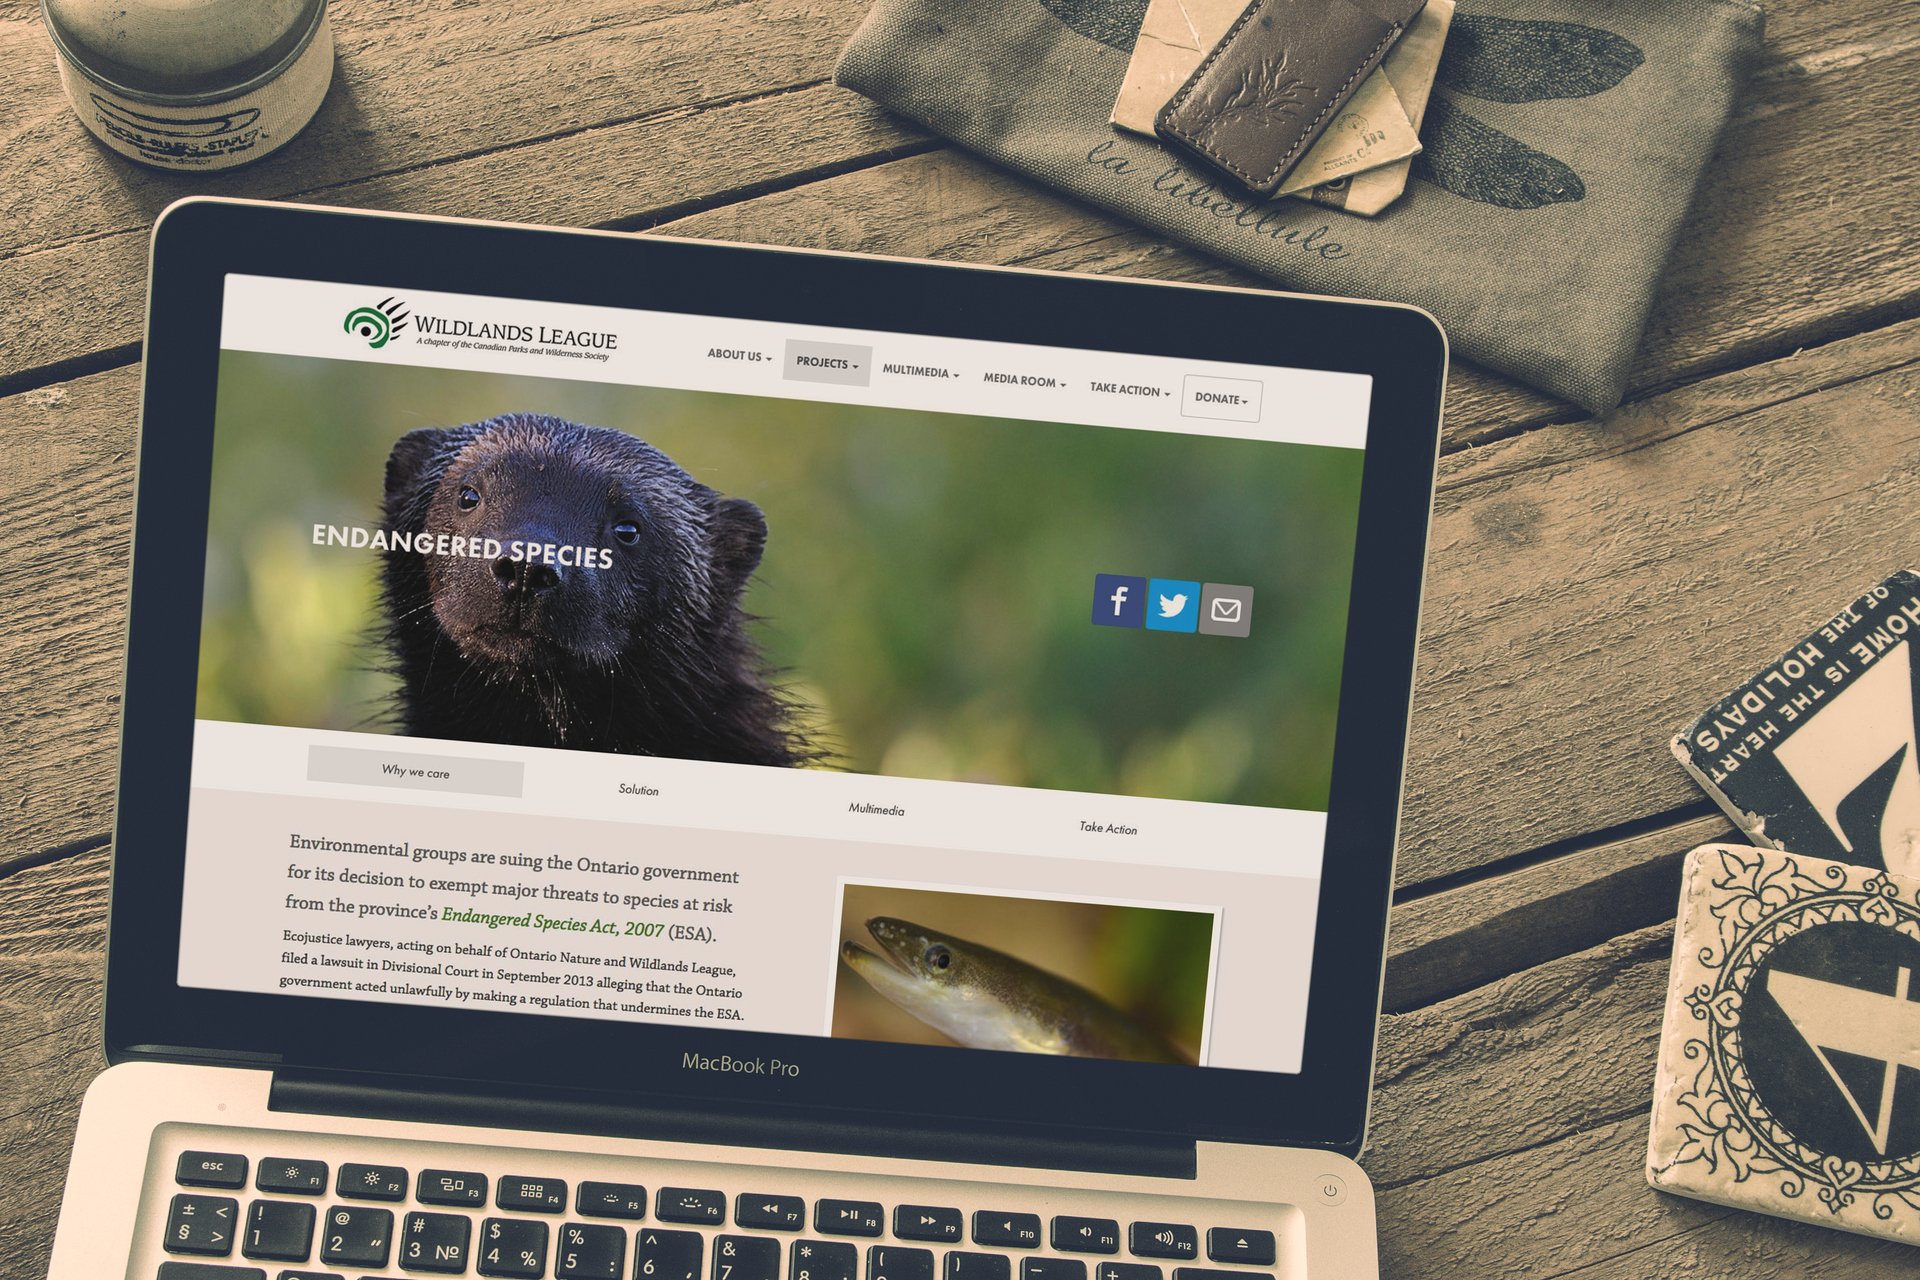 PENCILS-RULERS-STAPLES
house doctor
la libellule
WILDLANDS LEAGUE
A chapter of the Canadian Parks and Wilderness Society
ABOUT US
PROJECTS
MULTIMEDIA
MEDIA ROOM
TAKE ACTION
DONATE
ENDANGERED SPECIES
Why we care
Solution
Multimedia
Take Action
Environmental groups are suing the Ontario government
for its decision to exempt major threats to species at risk
from the province's Endangered Species Act, 2007 (ESA).
Ecojustice lawyers, acting on behalf of Ontario Nature and Wildlands League,
filed a lawsuit in Divisional Court in September 2013 alleging that the Ontario
government acted unlawfully by making a regulation that undermines the ESA.
HOME IS THE HEART
OF THE HOLIDAYS
4
MacBook Pro
esc F1 F2 F3 F4 F5 F6 F7 F8 F9 F10 F11 F12
± < ! @ # $ % ^ & * ( ) – +
§ > 1 2 " 3 № 4 % 5 : 6 , 7 8